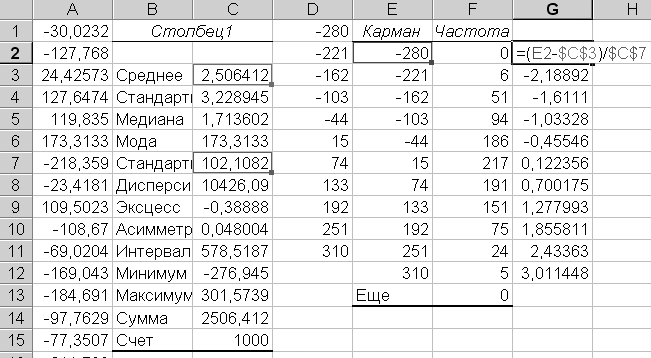 A B C D E F G H
1 -30,0232 Столбец1 -280 Карман Частота
2 -127,768 -221 -280 0 =(E2-$C$3)/$C$7
3 24,42573 Среднее 2,506412 -162 -221 6 -2,18892
4 127,6474 Стандарт 3,228945 -103 -162 51 -1,6111
5 119,835 Медиана 1,713602 -44 -103 94 -1,03328
6 173,3133 Мода 173,3133 15 -44 186 -0,45546
7 -218,359 Стандарт 102,1082 74 15 217 0,122356
8 -23,4181 Дисперси 10426,09 133 74 191 0,700175
9 109,5023 Эксцесс -0,38888 192 133 151 1,277993
10 -108,67 Асимметр 0,048004 251 192 75 1,855811
11 -69,0204 Интервал 578,5187 310 251 24 2,43363
12 -169,043 Минимум -276,945 310 5 3,011448
13 -184,691 Максимум 301,5739 Еще 0
14 -97,7629 Сумма 2506,412
15 -77,3507 Счет 1000